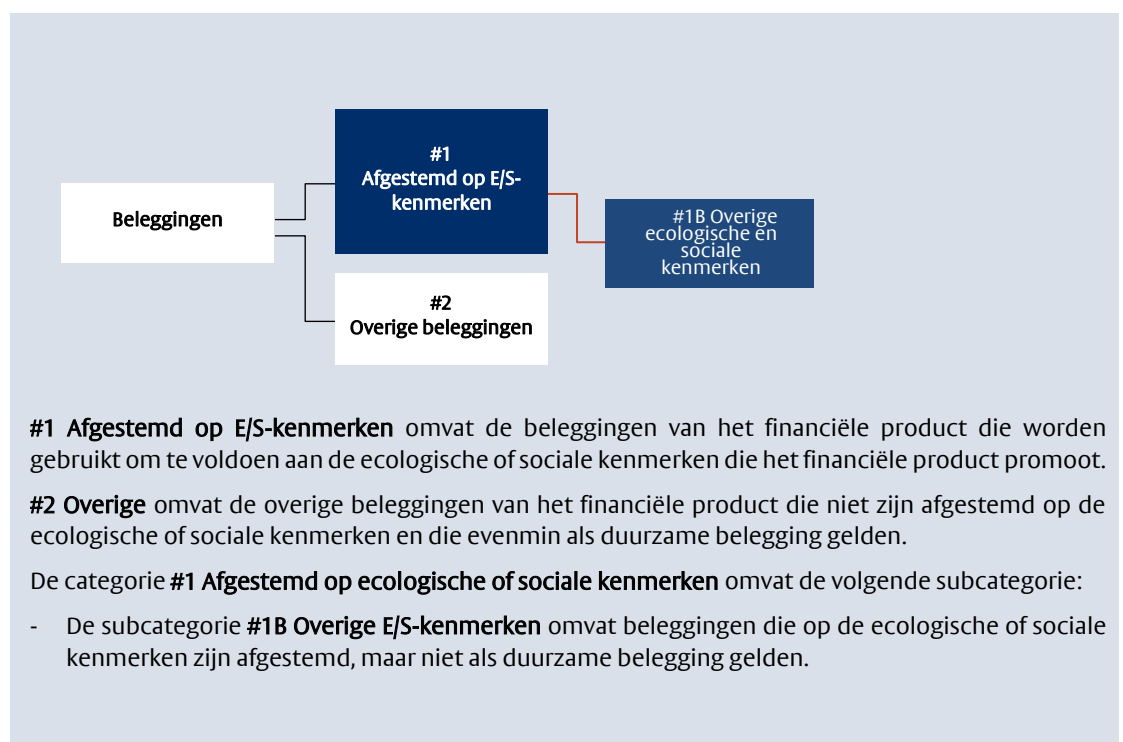 #1
Afgestemd op E/S-
kenmerken
Beleggingen
#1B Overige
ecologische en
sociale
kenmerken
#2
Overige beleggingen
#1 Afgestemd op E/S-kenmerken omvat de beleggingen van het financiële product die worden
gebruikt om te voldoen aan de ecologische of sociale kenmerken die het financiële product promoot.
#2 Overige omvat de overige beleggingen van het financiële product die niet zijn afgestemd op de
ecologische of sociale kenmerken en die evenmin als duurzame belegging gelden.
De categorie #1 Afgestemd op ecologische of sociale kenmerken omvat de volgende subcategorie:
- De subcategorie #1B Overige E/S-kenmerken omvat beleggingen die op de ecologische of sociale
kenmerken zijn afgestemd, maar niet als duurzame belegging gelden.